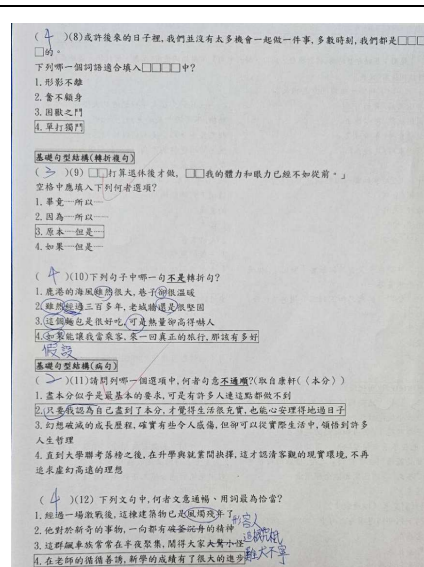 ( 4 )(8)或許後來的日子裡,我們並沒有太多機會一起做一件事,多數時刻,我們都是□□□
□的。
下列哪一個詞語適合填入□□□□中?
1. 形影不離
2. 奮不顧身
3. 困獸之鬥
4. 單打獨鬥
基礎句型結構(轉折複句)
( 3 )(9) □□打算退休後才做, □□我的體力和眼力已經不如從前。」
空格中應填入下列何者選項?
1. 畢竟…所以…
2. 因為…所以…
3. 原本…但是…
4. 如果…但是…
( 4 )(10)下列句子中哪一句不是轉折句?
1. 鹿港的海風雖然很大,巷子卻很溫暖
2. 雖然經過三百多年,老城牆還是很堅固
3. 這個麵包是很好吃,可是熱量卻高得嚇人
4. 如果能讓我當乘客,來一回真正的旅行,那該有多好
假設
基礎句型結構(病句)
( 2 )(11)請問列哪一個選項中,何者句意不通順?(取自康軒(〈本分〉)
1. 盡本分似乎是最基本的要求,可是有許多人連這點都做不到
2. 只要我認為自己盡到了本分,才覺得生活很充實,也能心安理得地過日子
3. 幻想破滅的成長歷程,確實有些令人感傷,但卻可以從實際生活中,領悟到許多
人生哲理
4. 直到大學聯考落榜之後,在升學與就業間抉擇,這才認清客觀的現實環境,不再
追求虛幻高遠的理想
( 4 )(12) 下列文句中,何者文意通暢、用詞最為恰當?
1. 經過一場激戰後,這棟建築物已是風燭殘年了 形容人
2. 他對於新奇的事物,一向都有破釜沉舟的精神
3. 這群飆車族常常在半夜聚集,鬧得大家大驚小怪 雞犬不寧
4. 在老師的循循善誘,新學的成績有了很大的進步